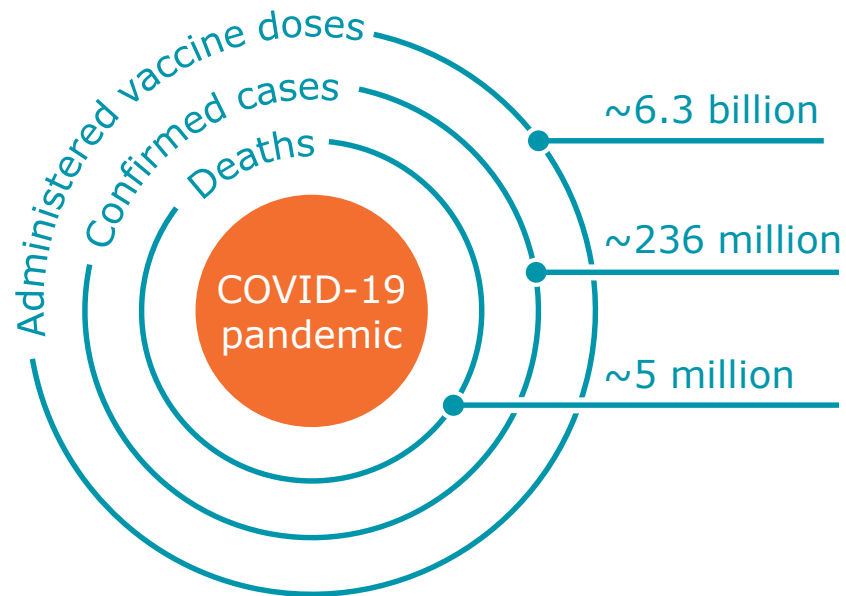 Administered vaccine doses
Confirmed cases
Deaths
COVID-19
pandemic
~6.3 billion
~236 million
~5 million